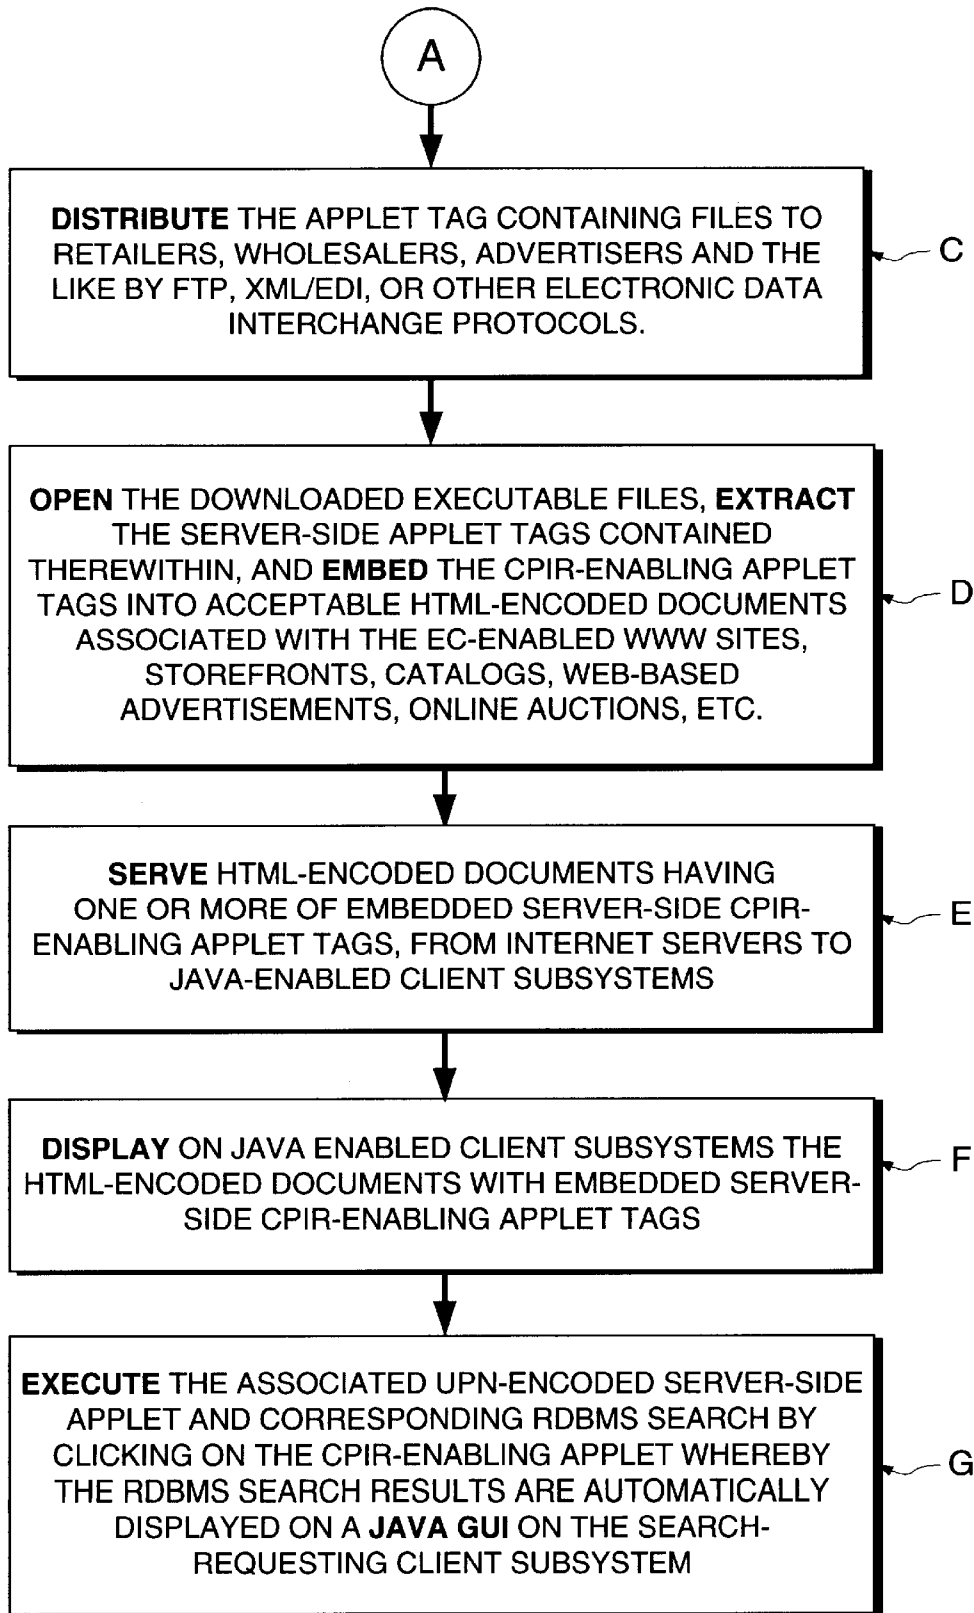 A
DISTRIBUTE THE APPLET TAG CONTAINING FILES TO
RETAILERS, WHOLESALERS, ADVERTISERS AND THE
LIKE BY FTP, XML/EDI, OR OTHER ELECTRONIC DATA
INTERCHANGE PROTOCOLS.
C
OPEN THE DOWNLOADED EXECUTABLE FILES, EXTRACT
THE SERVER-SIDE APPLET TAGS CONTAINED
THEREWITHIN, AND EMBED THE CPIR-ENABLING APPLET
TAGS INTO ACCEPTABLE HTML-ENCODED DOCUMENTS
ASSOCIATED WITH THE EC-ENABLED WWW SITES,
STOREFRONTS, CATALOGS, WEB-BASED
ADVERTISEMENTS, ONLINE AUCTIONS, ETC.
D
SERVE HTML-ENCODED DOCUMENTS HAVING
ONE OR MORE OF EMBEDDED SERVER-SIDE CPIR-
ENABLING APPLET TAGS, FROM INTERNET SERVERS TO
JAVA-ENABLED CLIENT SUBSYSTEMS
E
DISPLAY ON JAVA ENABLED CLIENT SUBSYSTEMS THE
HTML-ENCODED DOCUMENTS WITH EMBEDDED SERVER-
SIDE CPIR-ENABLING APPLET TAGS
F
EXECUTE THE ASSOCIATED UPN-ENCODED SERVER-SIDE
APPLET AND CORRESPONDING RDBMS SEARCH BY
CLICKING ON THE CPIR-ENABLING APPLET WHEREBY
THE RDBMS SEARCH RESULTS ARE AUTOMATICALLY
DISPLAYED ON A JAVA GUI ON THE SEARCH-
REQUESTING CLIENT SUBSYSTEM
G